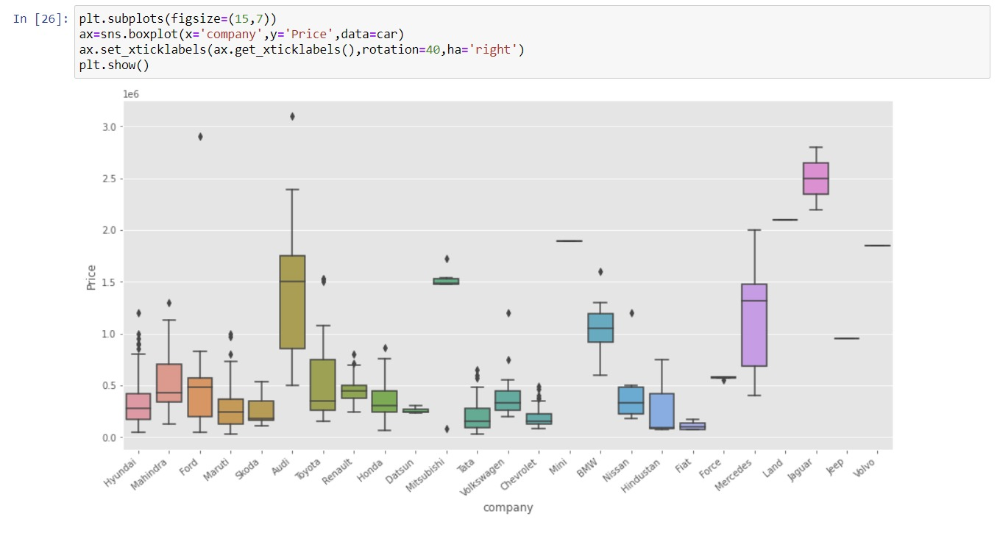 In [26]: plt.subplots(figsize=(15,7))
ax=sns.boxplot(x='company',y='Price',data=car)
ax.set_xticklabels(ax.get_xticklabels(),rotation=40,ha='right')
plt.show()
1e6
3.0
2.5
2.0
1.5
1.0
0.5
0.0
Price
Hyundai
Mahindra
Ford
Maruti
Skoda
Audi
Toyota
Renault
Honda
Datsun
Mitsubishi
Tata
Volkswagen
Chevrolet
Mini
BMW
Nissan
Hindustan
Fiat
Force
Mercedes
Land
Jaguar
Jeep
Volvo
company